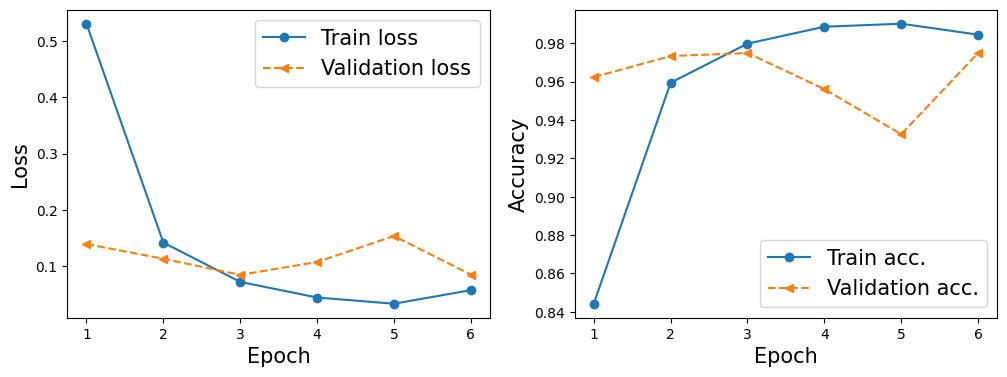 Train loss
Validation loss
0.5
0.4
0.3
0.2
0.1
Loss
1 2 3 4 5 6
Epoch
0.98
0.96
0.94
0.92
0.90
0.88
0.86
0.84
Accuracy
Train acc.
Validation acc.
1 2 3 4 5 6
Epoch